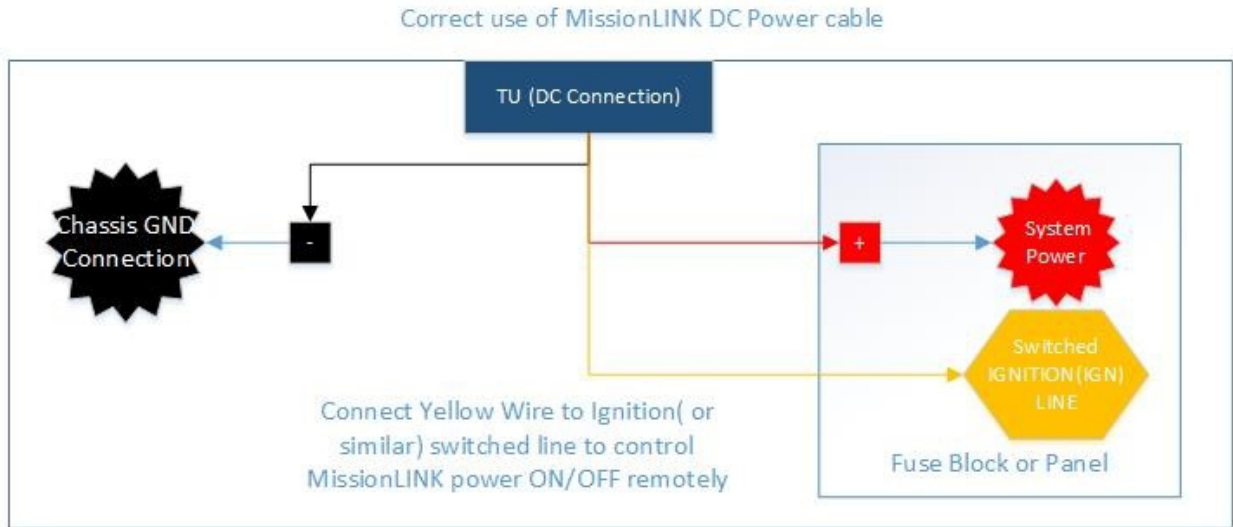 Correct use of MissionLINK DC Power cable
TU (DC Connection)
Chassis GND
Connection
-
+
System
Power
Switched
IGNITION(IGN)
LINE
Connect Yellow Wire to Ignition( or
similar) switched line to control
MissionLINK power ON/OFF remotely
Fuse Block or Panel